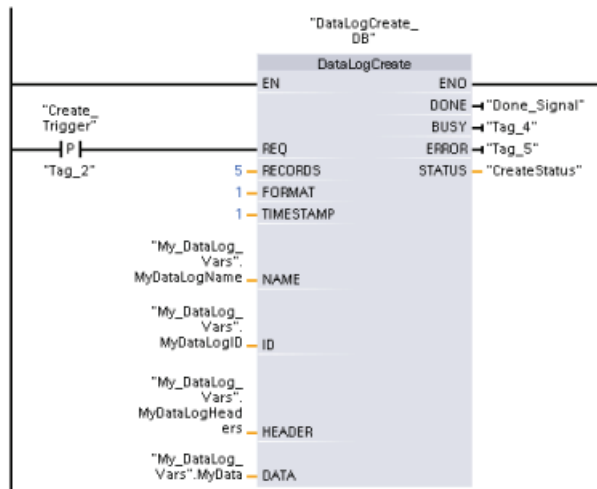 "DataLogCreate_
DB"
DataLogCreate
EN ENO
DONE "Done_Signal"
"Create_
Trigger"
BUSY "Tag_4"
P REQ ERROR "Tag_5"
"Tag_2" 5 RECORDS STATUS "CreateStatus"
1 FORMAT
1 TIMESTAMP
"My_DataLog_
Vars".
MyDataLogName NAME
"My_DataLog_
Vars".
MyDataLogID ID
"My_DataLog_
Vars".
MyDataLogHead
ers HEADER
"My_DataLog_
Vars".MyData DATA